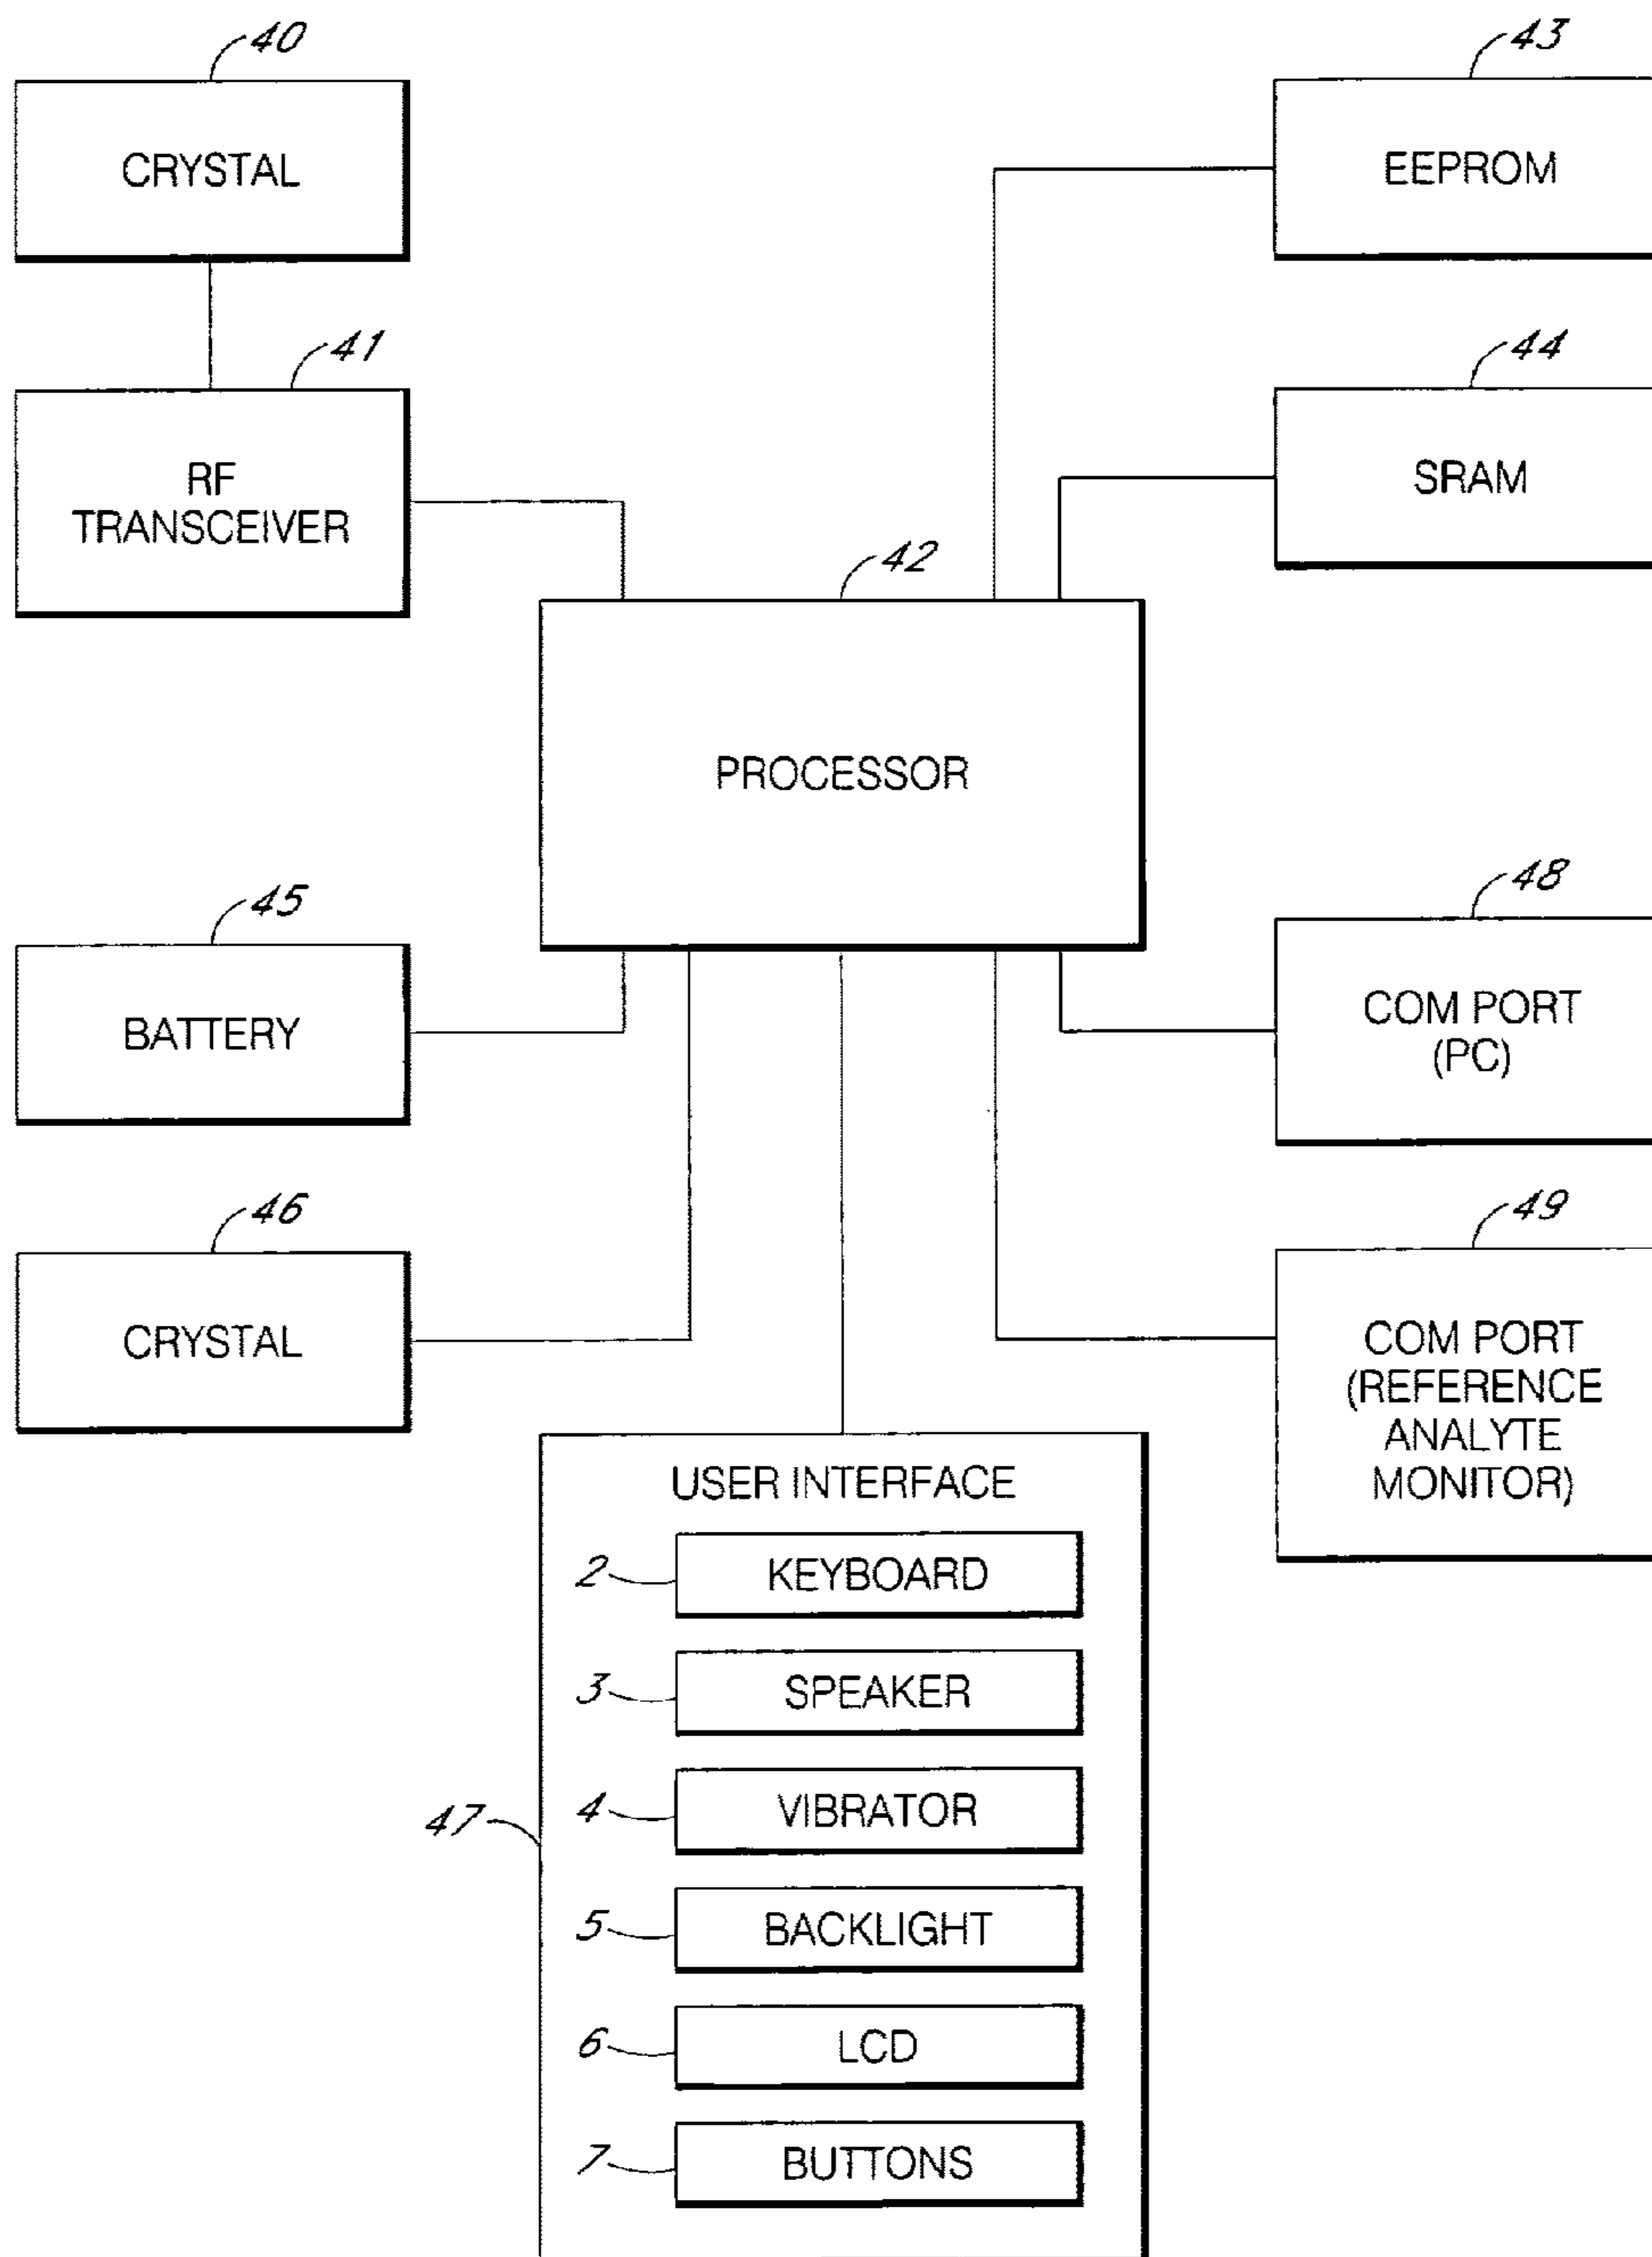 40
CRYSTAL
43
EEPROM
41
RF
TRANSCEIVER
44
SRAM
42
PROCESSOR
45
BATTERY
48
COM PORT
(PC)
46
CRYSTAL
49
COM PORT
(REFERENCE
ANALYTE
MONITOR)
47
USER INTERFACE
2
KEYBOARD
3
SPEAKER
4
VIBRATOR
5
BACKLIGHT
6
LCD
7
BUTTONS